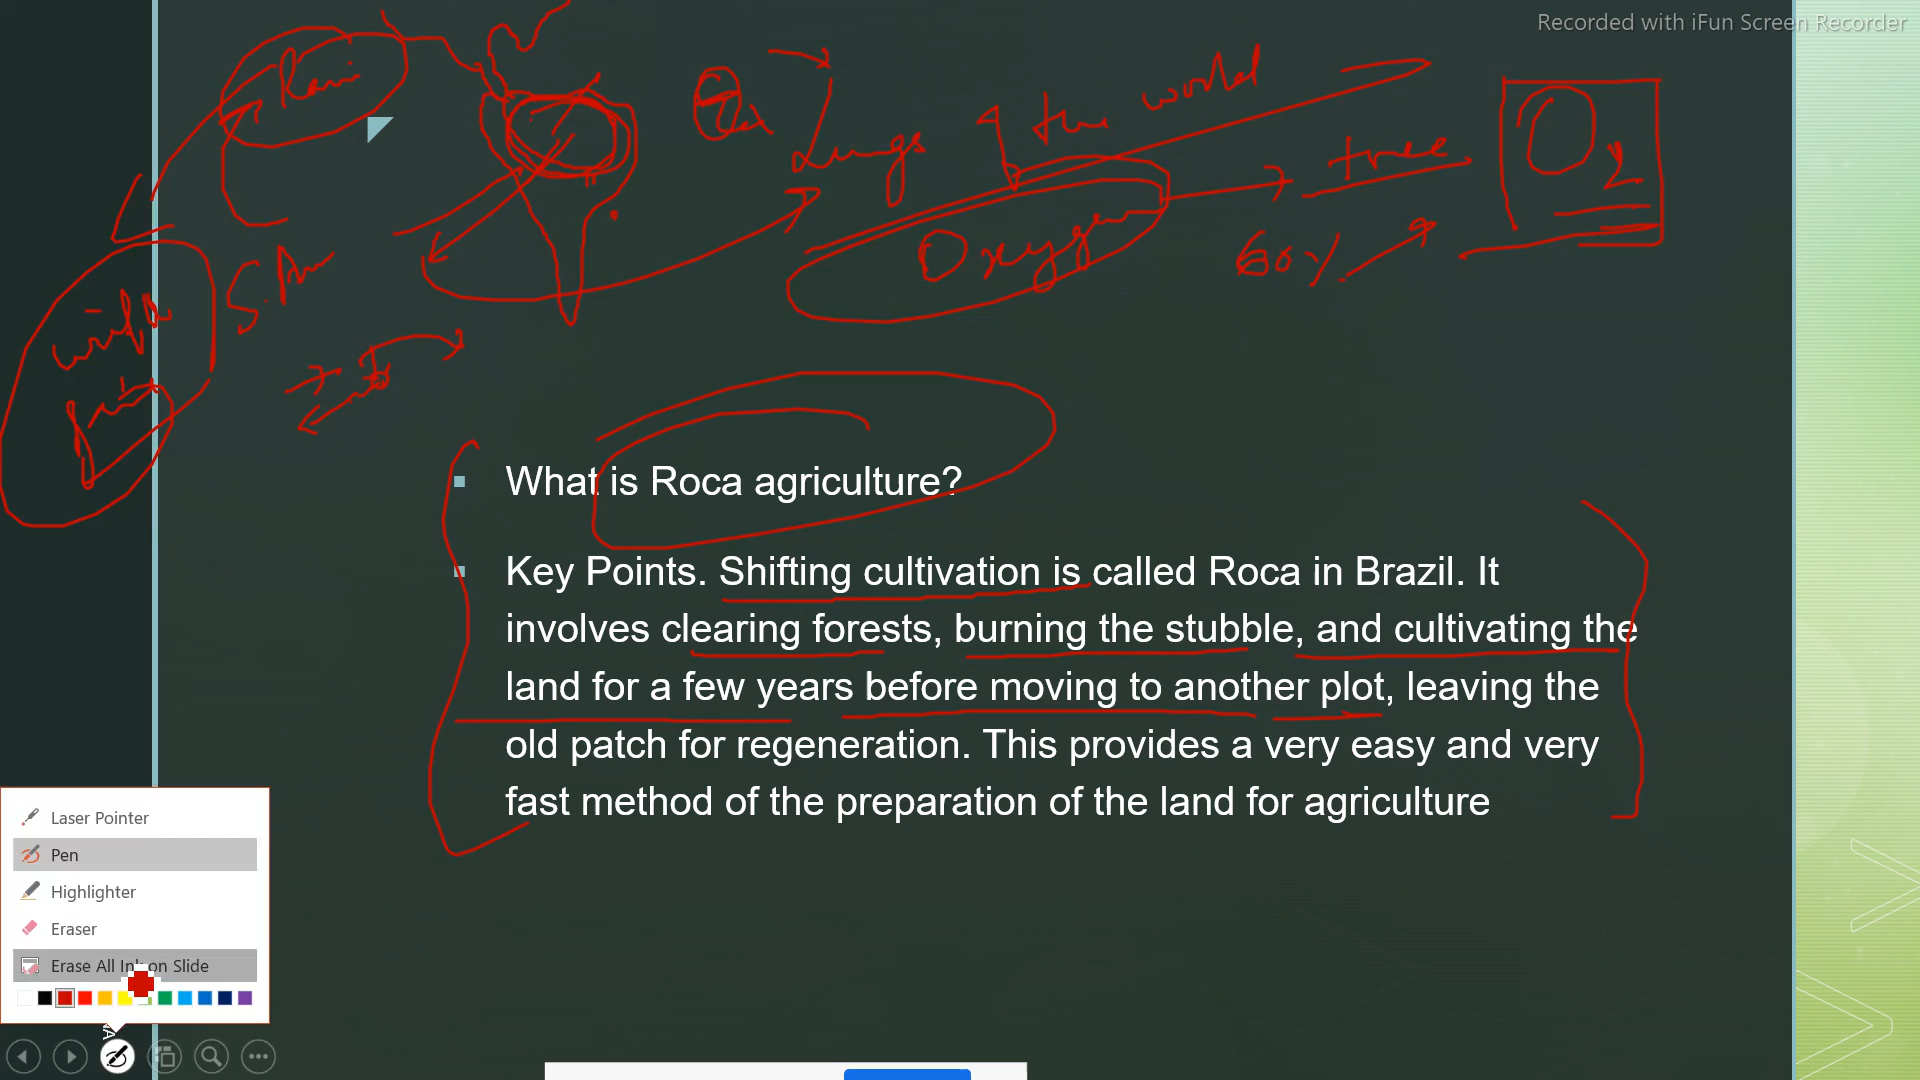 Recorded with iFun Screen Recorder
Lungs of the world
tree
O2
Oxygen
60%
What is Roca agriculture?
Key Points. Shifting cultivation is called Roca in Brazil. It
involves clearing forests, burning the stubble, and cultivating the
land for a few years before moving to another plot, leaving the
old patch for regeneration. This provides a very easy and very
fast method of the preparation of the land for agriculture
Laser Pointer
Pen
Highlighter
Eraser
Erase All Ink on Slide